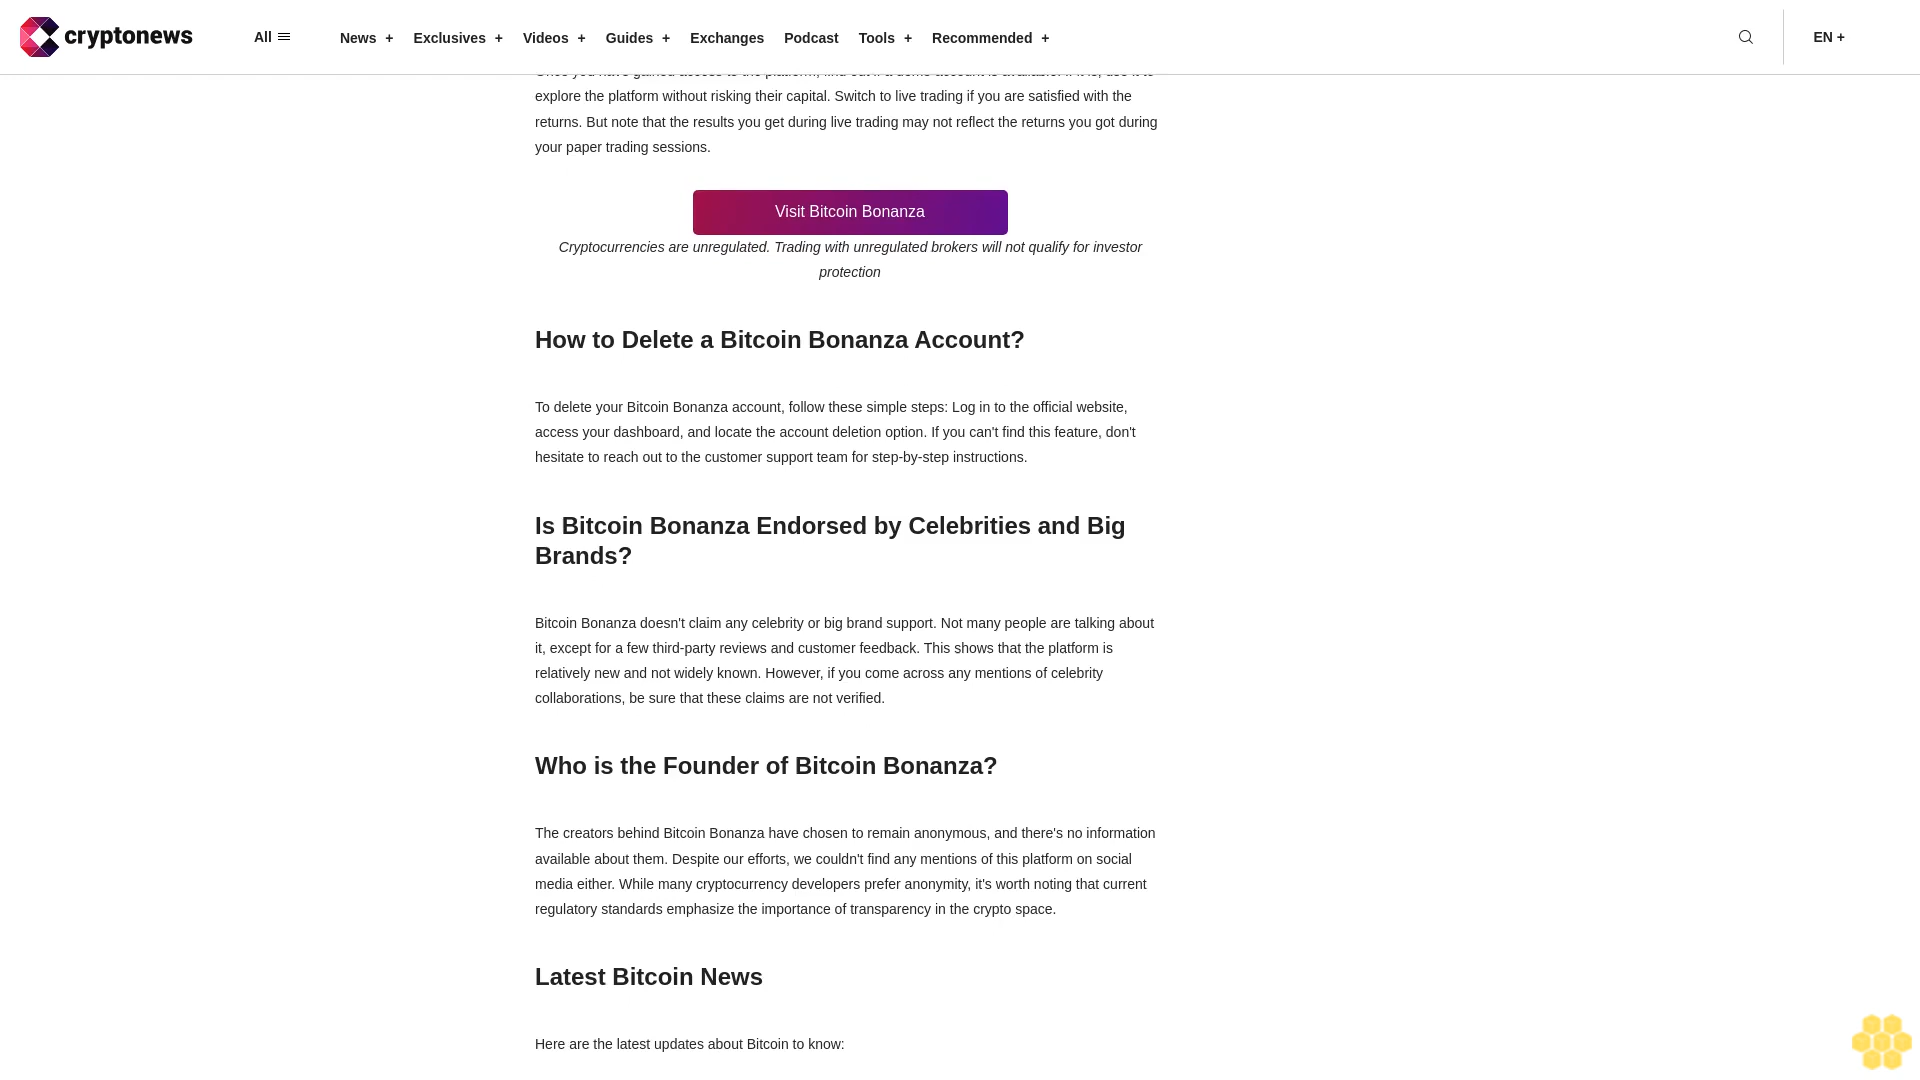 cryptonews
All
News +
Exclusives +
Videos +
Guides +
Exchanges
Podcast
Tools +
Recommended +
EN +
explore the platform without risking their capital. Switch to live trading if you are satisfied with the
returns. But note that the results you get during live trading may not reflect the returns you got during
your paper trading sessions.
Visit Bitcoin Bonanza
Cryptocurrencies are unregulated. Trading with unregulated brokers will not qualify for investor
protection
How to Delete a Bitcoin Bonanza Account?
To delete your Bitcoin Bonanza account, follow these simple steps: Log in to the official website,
access your dashboard, and locate the account deletion option. If you can't find this feature, don't
hesitate to reach out to the customer support team for step-by-step instructions.
Is Bitcoin Bonanza Endorsed by Celebrities and Big
Brands?
Bitcoin Bonanza doesn't claim any celebrity or big brand support. Not many people are talking about
it, except for a few third-party reviews and customer feedback. This shows that the platform is
relatively new and not widely known. However, if you come across any mentions of celebrity
collaborations, be sure that these claims are not verified.
Who is the Founder of Bitcoin Bonanza?
The creators behind Bitcoin Bonanza have chosen to remain anonymous, and there's no information
available about them. Despite our efforts, we couldn't find any mentions of this platform on social
media either. While many cryptocurrency developers prefer anonymity, it's worth noting that current
regulatory standards emphasize the importance of transparency in the crypto space.
Latest Bitcoin News
Here are the latest updates about Bitcoin to know: